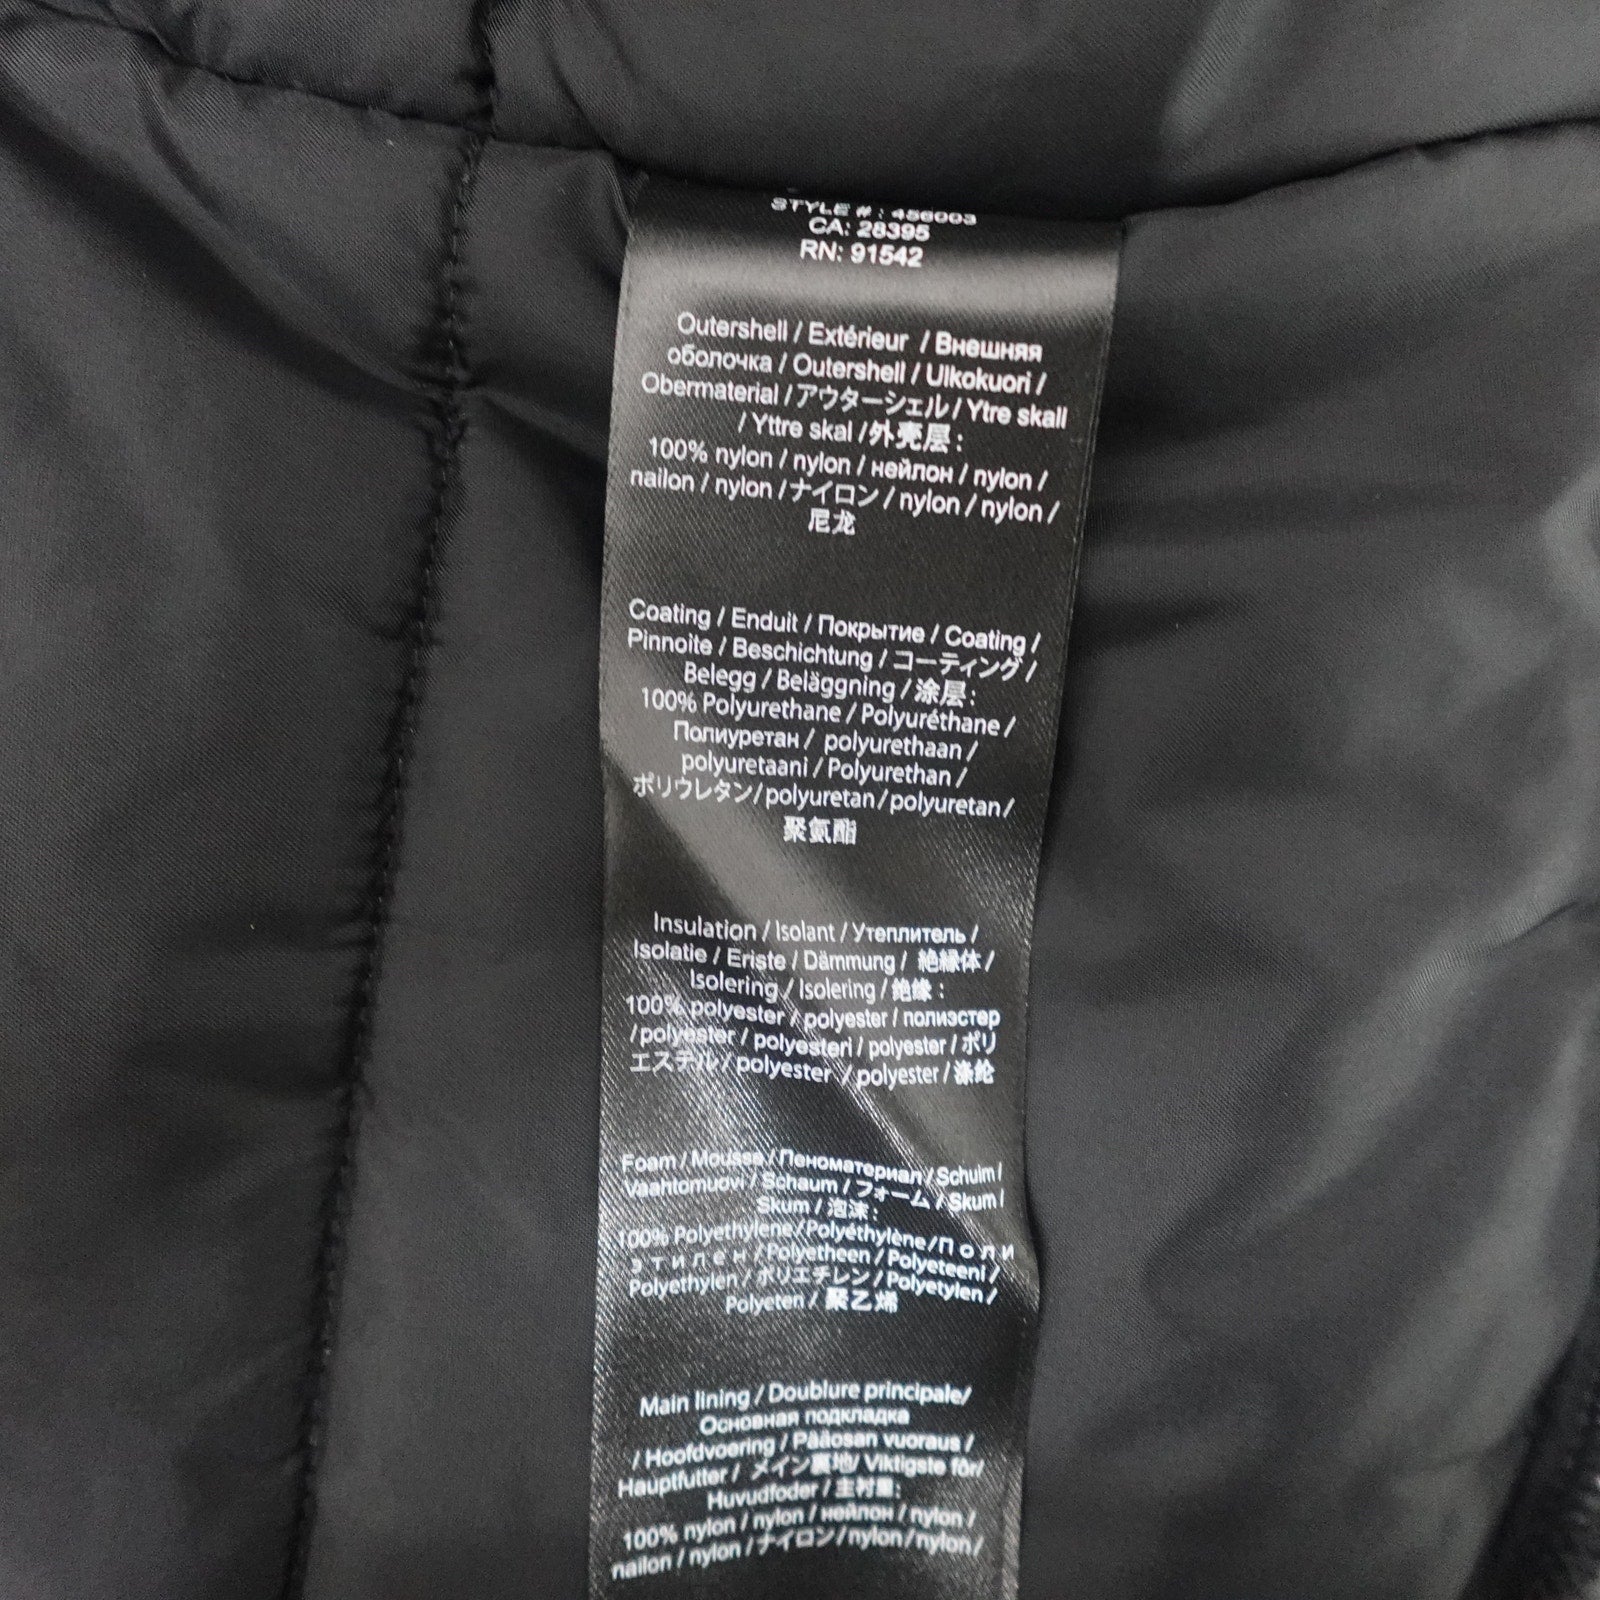 STYLE # : 456003
CA: 28395
RN: 91542
Outershell / Extérieur / Внешняя
оболочка / Outershell / Ulkokuori /
Obermaterial / アウターシェル / Ytre skall
/ Yttre skal / 外壳层 :
100% nylon / nylon / нейлон / nylon /
nailon / nylon / ナイロン / nylon / nylon /
尼龙
Coating / Enduit / Покрытие / Coating /
Pinnoite / Beschichtung / コーティング /
Belegg / Beläggning / 涂层 :
100% Polyurethane / Polyuréthane /
Полиуретан / polyurethaan /
polyuretaani / Polyurethan /
ポリウレタン / polyuretan / polyuretan /
聚氨酯
Insulation / Isolant / Утеплитель /
Isolatie / Eriste / Dämmung / 絶縁体 /
Isolering / Isolering / 绝缘 :
100% polyester / polyester / полиэстер
/ polyester / polyesteri / polyester / ポリ
エステル / polyester / polyester / 涤纶
Foam / Mousse / Пеноматериал / Schuim /
Vaahtomuovi / Schaum / フォーム / Skum /
Skum / 泡沫 :
100% Polyethylene / Polyéthylène / П о л и
э т и л е н / Polyetheen / Polyeteeni /
Polyethylen / ポリエチレン / Polyetylen /
Polyeten / 聚乙烯
Main lining / Doublure principale/
Основная подкладка
/ Hoofdvoering / Pääosan vuoraus /
Hauptfutter / メイン裏地/ Viktigste fôr/
Huvudfoder / 主衬里:
100% nylon / nylon / нейлон / nylon /
nailon / nylon / ナイロン / nylon / nylon /